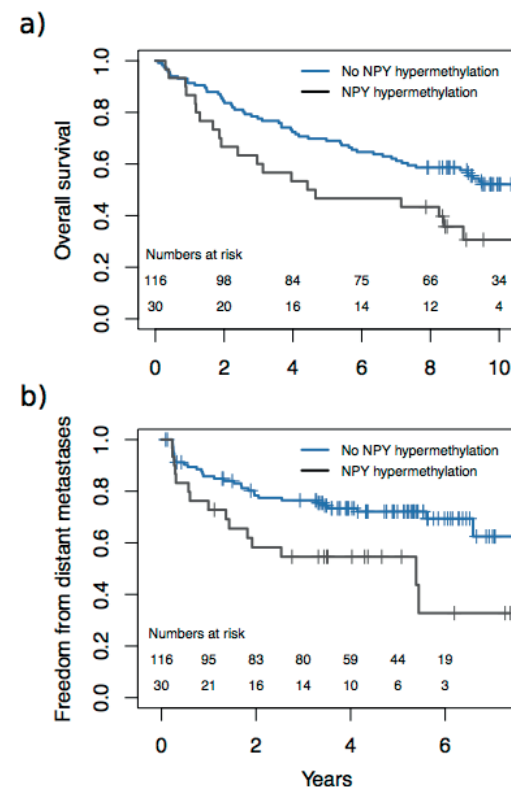 a)
No NPY hypermethylation
NPY hypermethylation
Overall survival
0.0 0.2 0.4 0.6 0.8 1.0
Numbers at risk
116 98 84 75 66 34
30 20 16 14 12 4
0 2 4 6 8 10
b)
No NPY hypermethylation
NPY hypermethylation
Freedom from distant metastases
0.0 0.2 0.4 0.6 0.8 1.0
Numbers at risk
116 95 83 80 59 44 19
30 21 16 14 10 6 3
0 2 4 6
Years